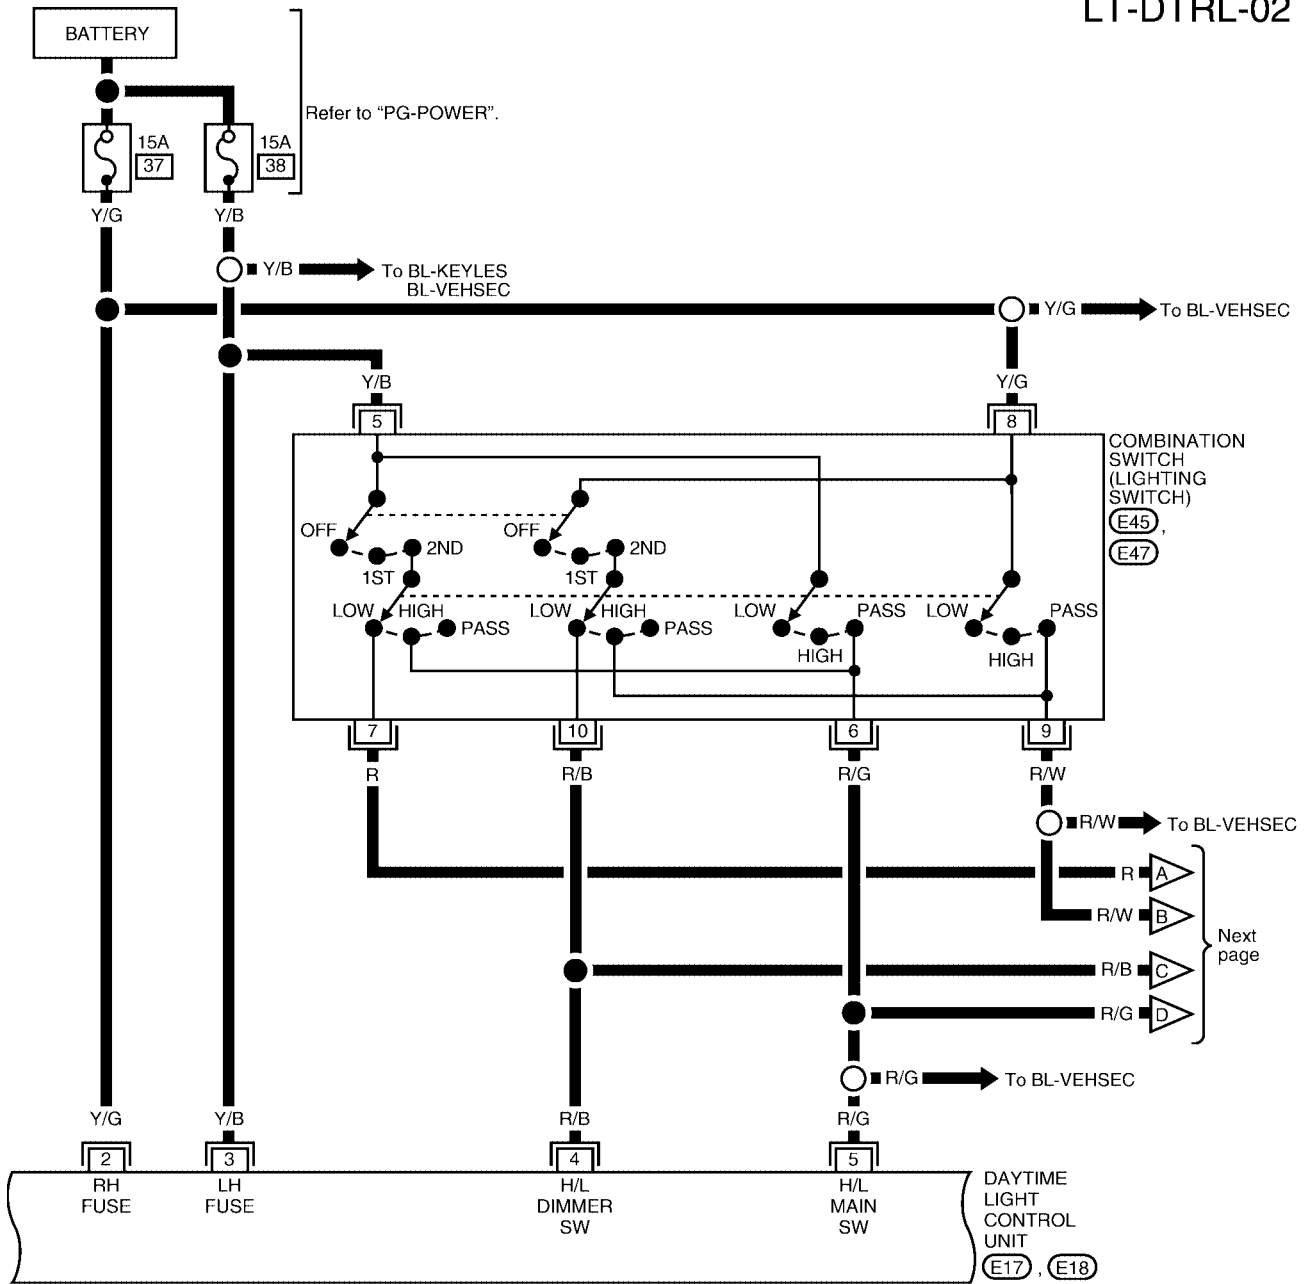 LT-DTRL-02
BATTERY
Refer to “PG-POWER”.
15A
37
15A
38
Y/G
Y/B
Y/B
To BL-KEYLES
BL-VEHSEC
Y/G
To BL-VEHSEC
Y/B
Y/G
5
8
COMBINATION
SWITCH
(LIGHTING
SWITCH)
E45 ,
E47
OFF
1ST
2ND
OFF
1ST
2ND
LOW
HIGH
PASS
LOW
HIGH
PASS
LOW
HIGH
PASS
LOW
HIGH
PASS
7
10
6
9
R
R/B
R/G
R/W
R/W
To BL-VEHSEC
R
A
R/W
B
Next
page
R/B
C
R/G
D
R/G
To BL-VEHSEC
Y/G
Y/B
R/B
R/G
2
3
4
5
RH
FUSE
LH
FUSE
H/L
DIMMER
SW
H/L
MAIN
SW
DAYTIME
LIGHT
CONTROL
UNIT
E17 , E18